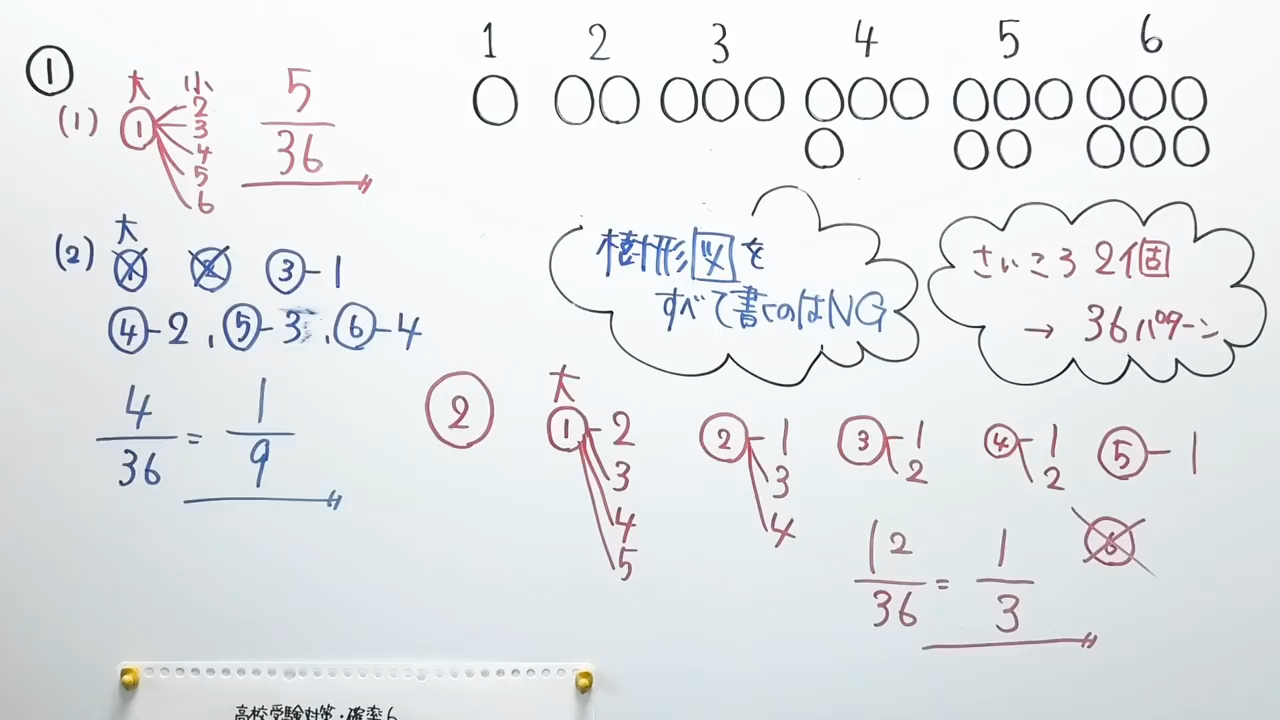 ①
(1) 大 小
① 2
3
4
5
6
5/36
(2) 大
① ② ③-1
④-2, ⑤-3, ⑥-4
4/36 = 1/9
1 2 3 4 5 6
樹形図を
すべて書くのはNG
さいころ 2個
→ 36パターン
②
大
①-2 ②-1 ③-1 ④-1 ⑤-1
3 3 2 2
4 4
5
⑥
12/36 = 1/3
高校受験対策・確率6